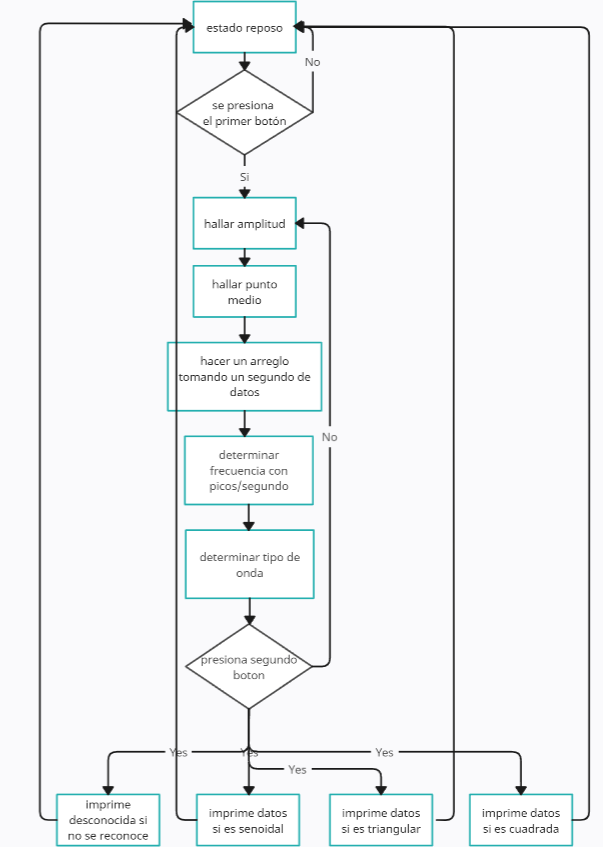 estado reposo
No
se presiona
el primer botón
Si
hallar amplitud
hallar punto
medio
hacer un arreglo
tomando un segundo de
datos
No
determinar
frecuencia con
picos/segundo
determinar tipo de
onda
presiona segundo
boton
Yes
Yes
Yes
Yes
imprime
desconocida si
no se reconoce
imprime datos
si es senoidal
imprime datos
si es triangular
imprime datos
si es cuadrada